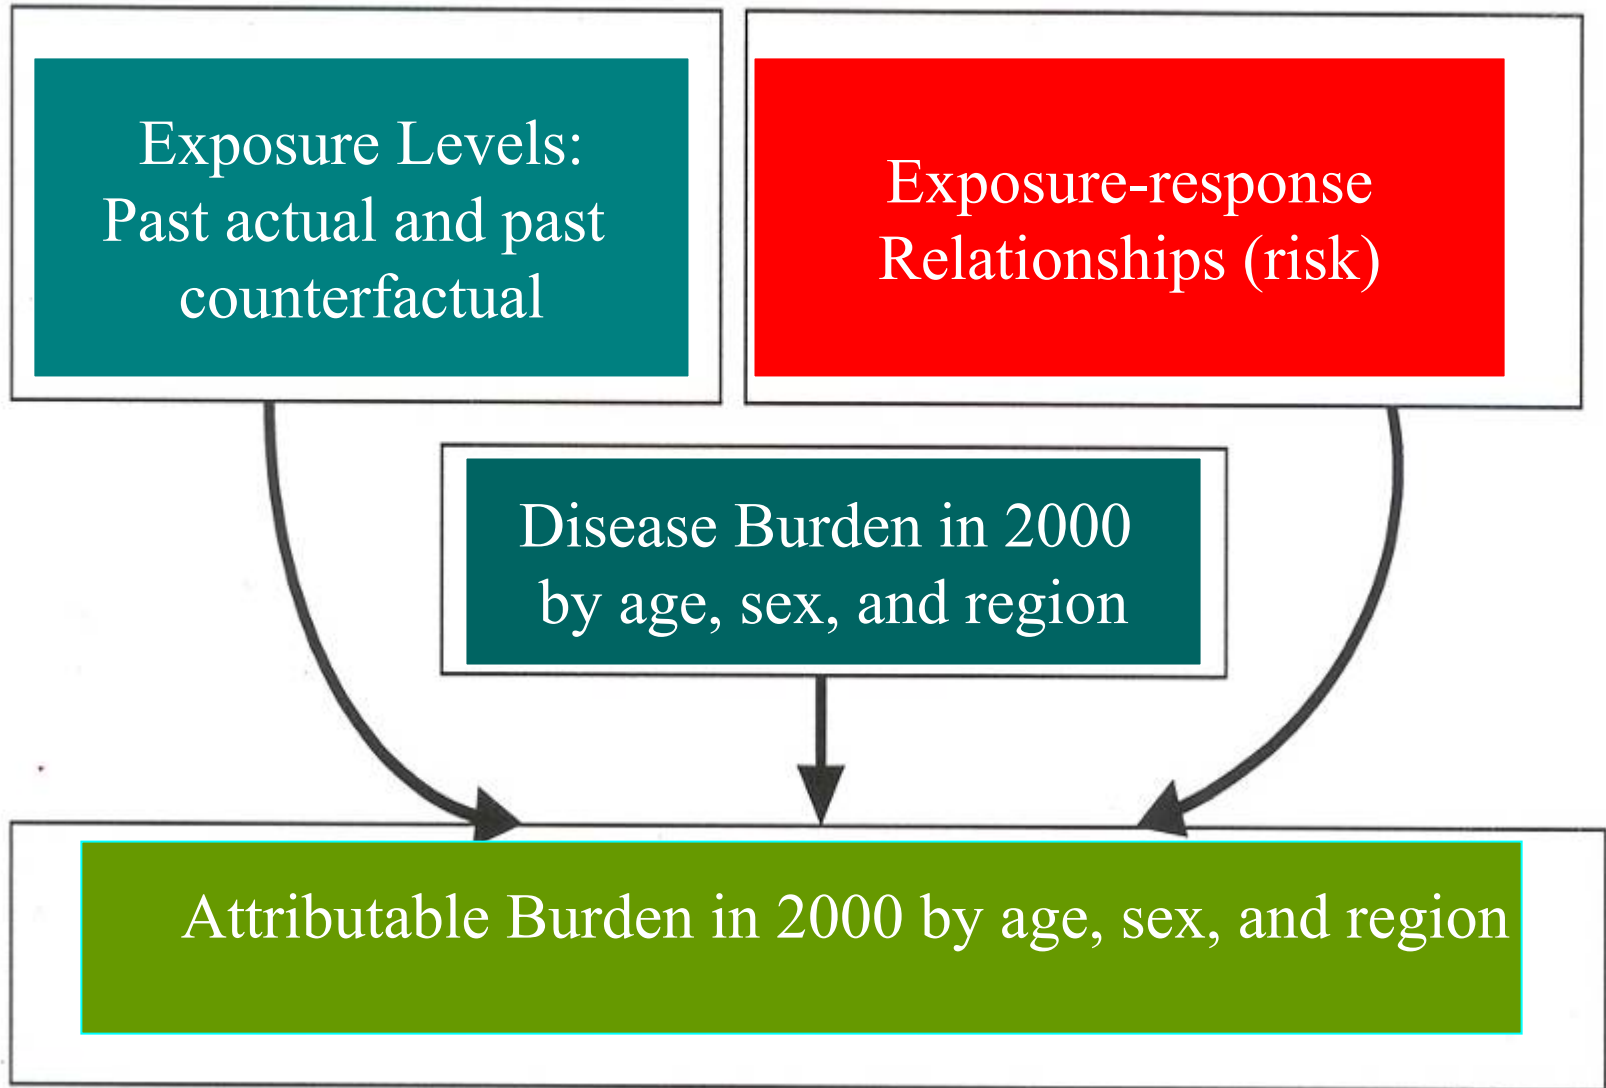 Exposure Levels:
Past actual and past
counterfactual
Exposure-response
Relationships (risk)
Disease Burden in 2000
by age, sex, and region
Attributable Burden in 2000 by age, sex, and region